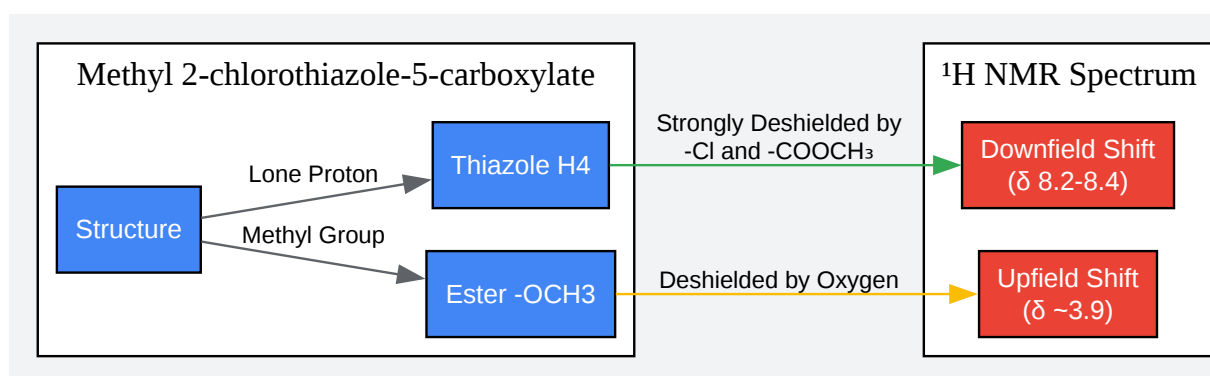 Methyl 2-chlorothiazole-5-carboxylate
Structure
Lone Proton
Methyl Group
Thiazole H4
Ester -OCH3
Strongly Deshielded by
-Cl and -COOCH₃
Deshielded by Oxygen
¹H NMR Spectrum
Downfield Shift
(δ 8.2-8.4)
Upfield Shift
(δ ~3.9)